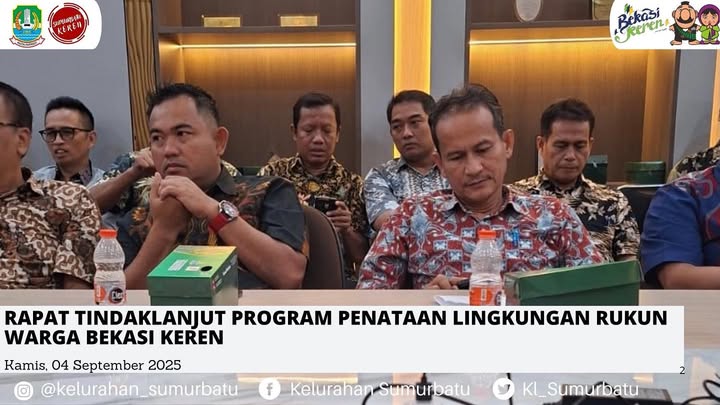 SUMURBATU
KEREN
Bekasi
Keren
RAPAT TINDAKLANJUT PROGRAM PENATAAN LINGKUNGAN RUKUN
WARGA BEKASI KEREN
Kamis, 04 September 2025
2
@kelurahan_sumurbatu
Kelurahan Sumurbatu
Kl_Sumurbatu